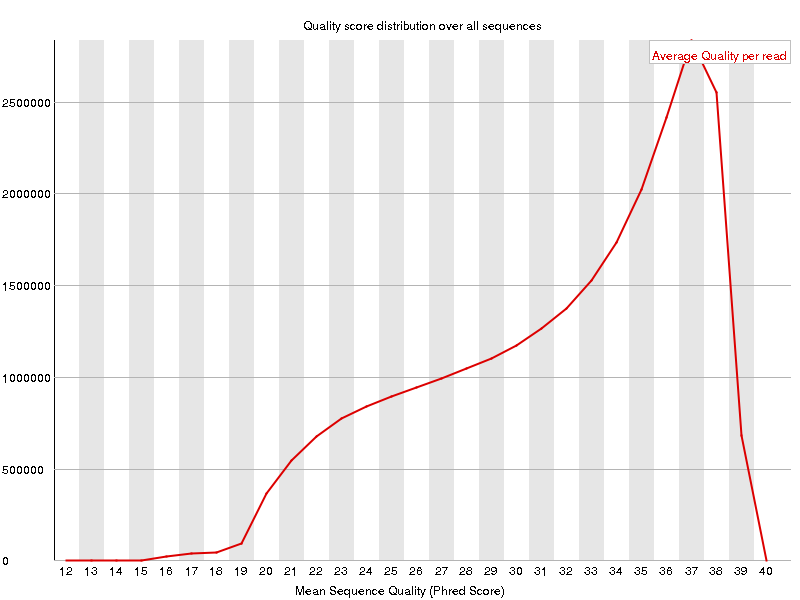 Quality score distribution over all sequences
Average Quality per read
2500000
2000000
1500000
1000000
500000
0
12 13 14 15 16 17 18 19 20 21 22 23 24 25 26 27 28 29 30 31 32 33 34 35 36 37 38 39 40
Mean Sequence Quality (Phred Score)